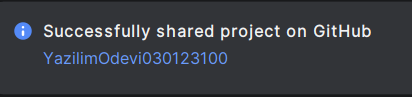 Successfully shared project on GitHub
YazilimOdevi030123100